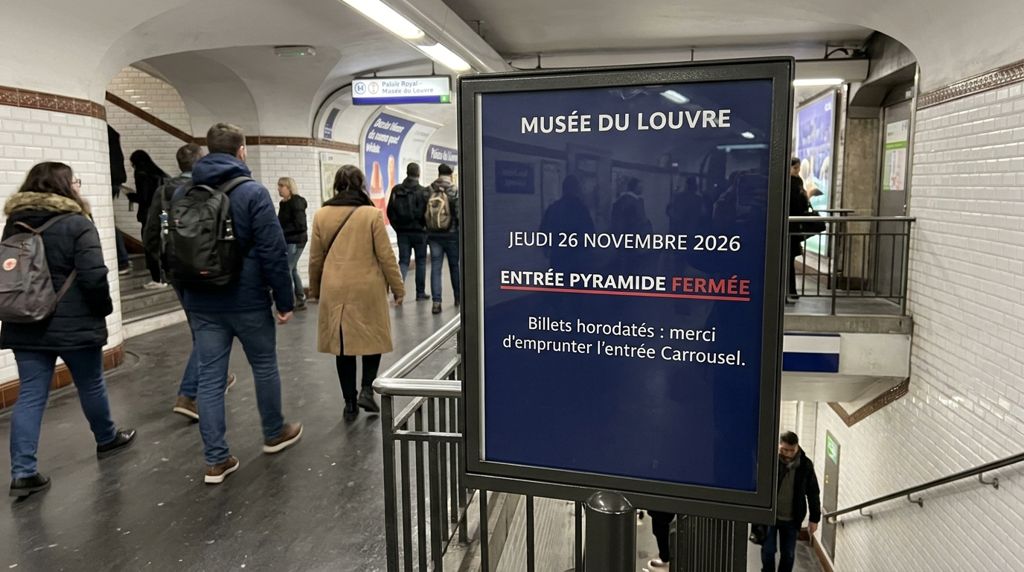 Palais Royal -
Musée du Louvre
MUSÉE DU LOUVRE
JEUDI 26 NOVEMBRE 2026
ENTRÉE PYRAMIDE FERMÉE
Billets horodatés : merci
d'emprunter l'entrée Carrousel.